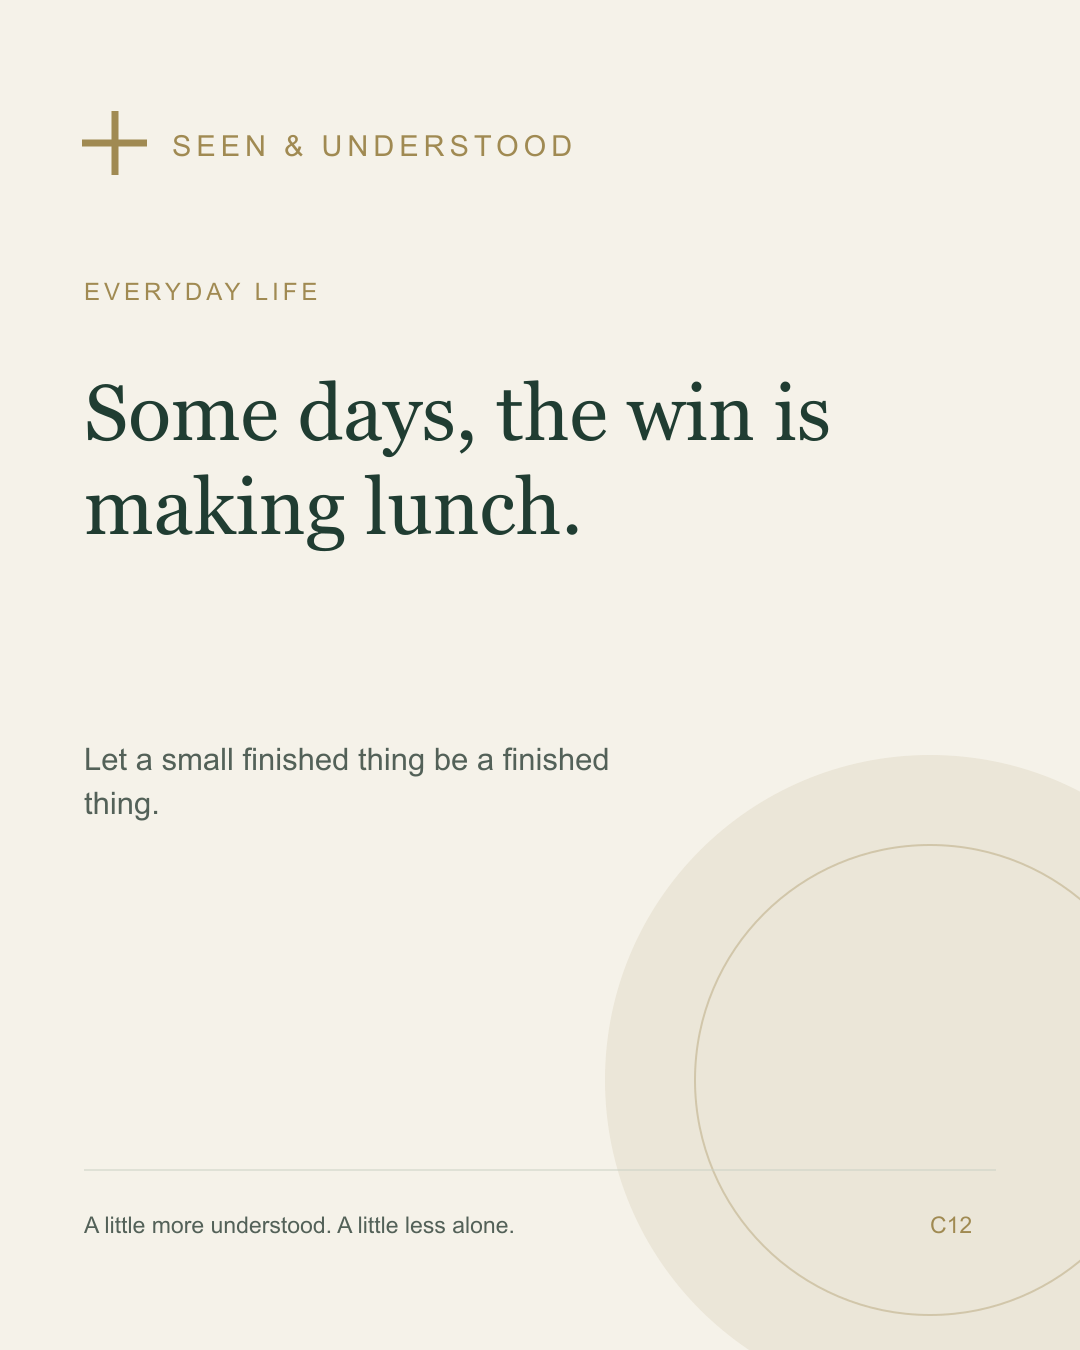 SEEN & UNDERSTOOD
EVERYDAY LIFE
Some days, the win is
making lunch.
Let a small finished thing be a finished
thing.
A little more understood. A little less alone.
C12